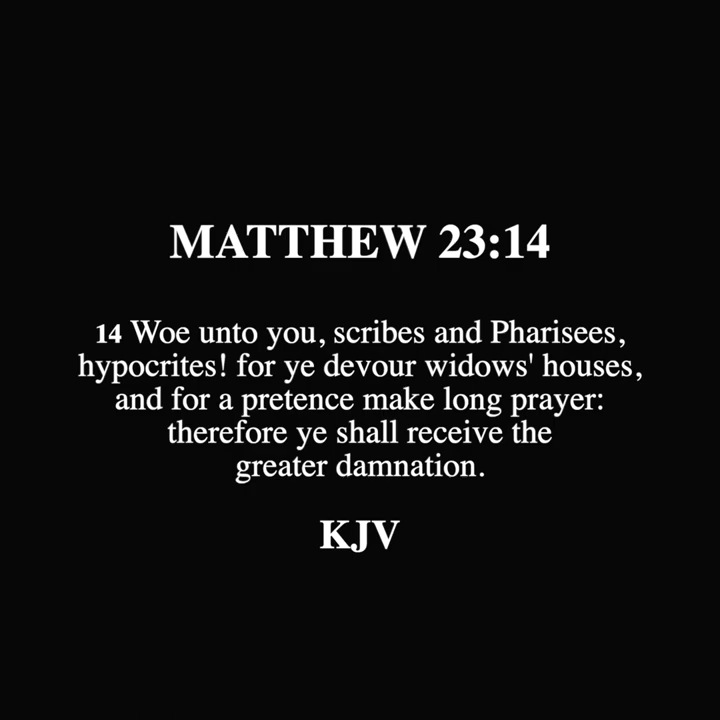 MATTHEW 23:14
14 Woe unto you, scribes and Pharisees,
hypocrites! for ye devour widows' houses,
and for a pretence make long prayer:
therefore ye shall receive the
greater damnation.
KJV